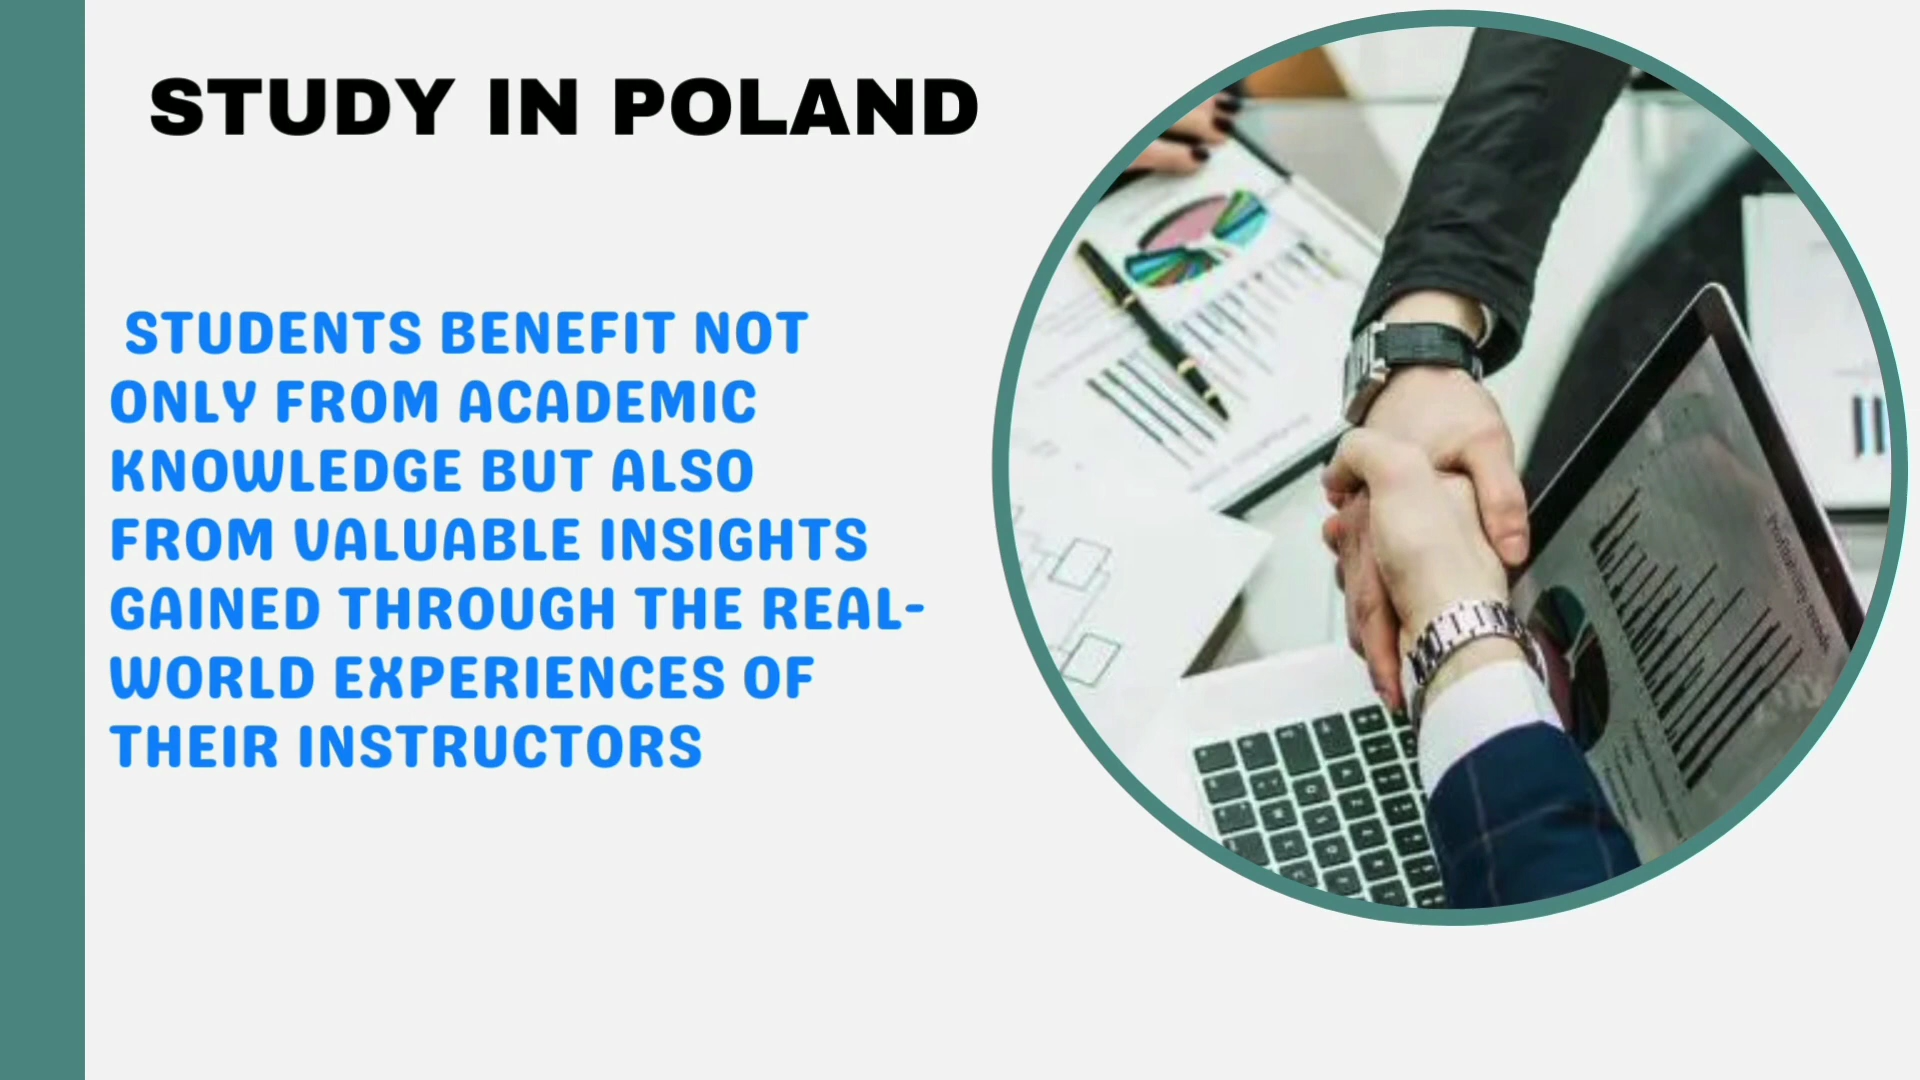 STUDY IN POLAND
STUDENTS BENEFIT NOT
ONLY FROM ACADEMIC
KNOWLEDGE BUT ALSO
FROM VALUABLE INSIGHTS
GAINED THROUGH THE REAL-
WORLD EXPERIENCES OF
THEIR INSTRUCTORS